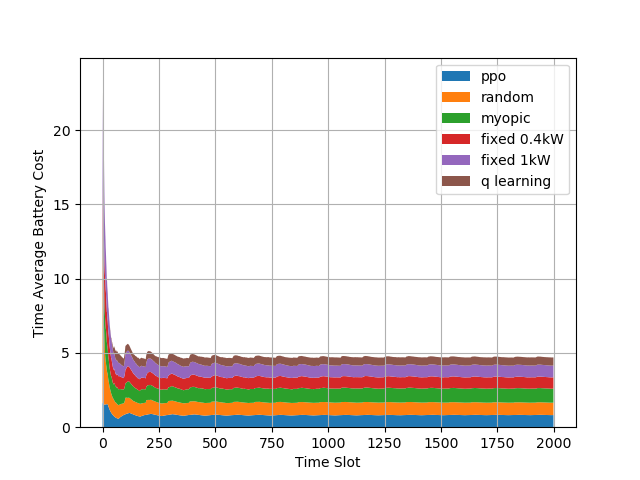 ppo
random
myopic
fixed 0.4kW
fixed 1kW
q learning
20
15
10
5
0
Time Average Battery Cost
0 250 500 750 1000 1250 1500 1750 2000
Time Slot